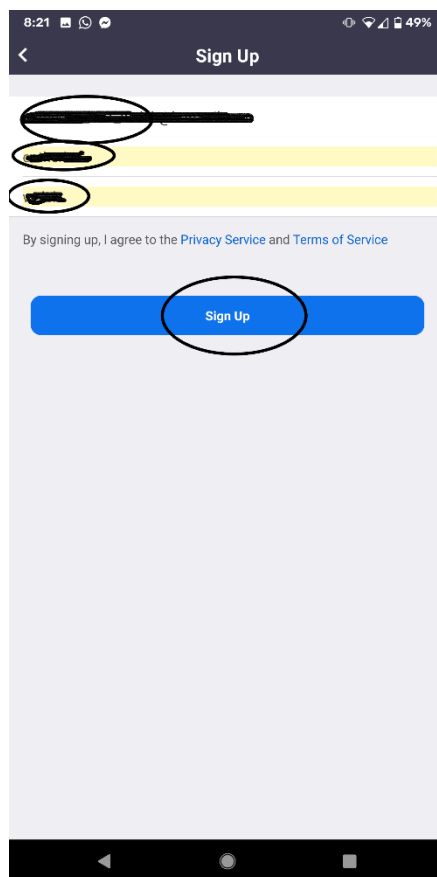 8:21 49%
Sign Up
By signing up, I agree to the Privacy Service and Terms of Service
Sign Up